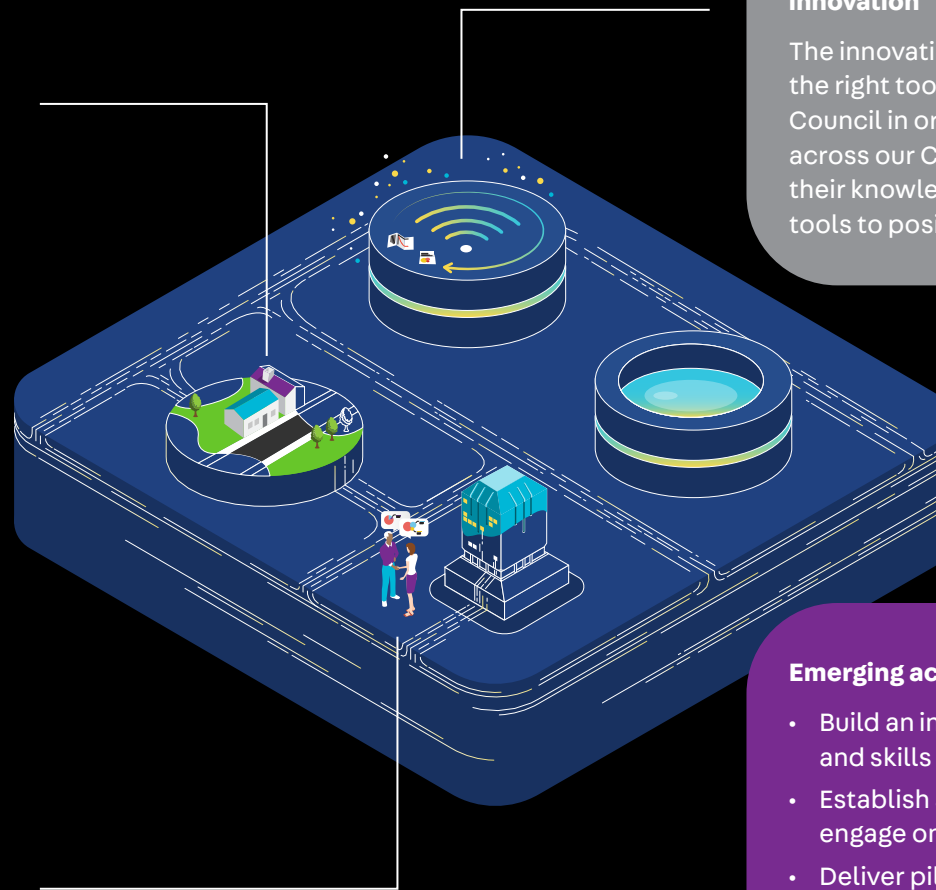 Innovation
The innovati
the right too
Council in or
across our C
their knowle
tools to posi
Emerging ac
• Build an in
and skills
• Establish
engage or
• Deliver pil